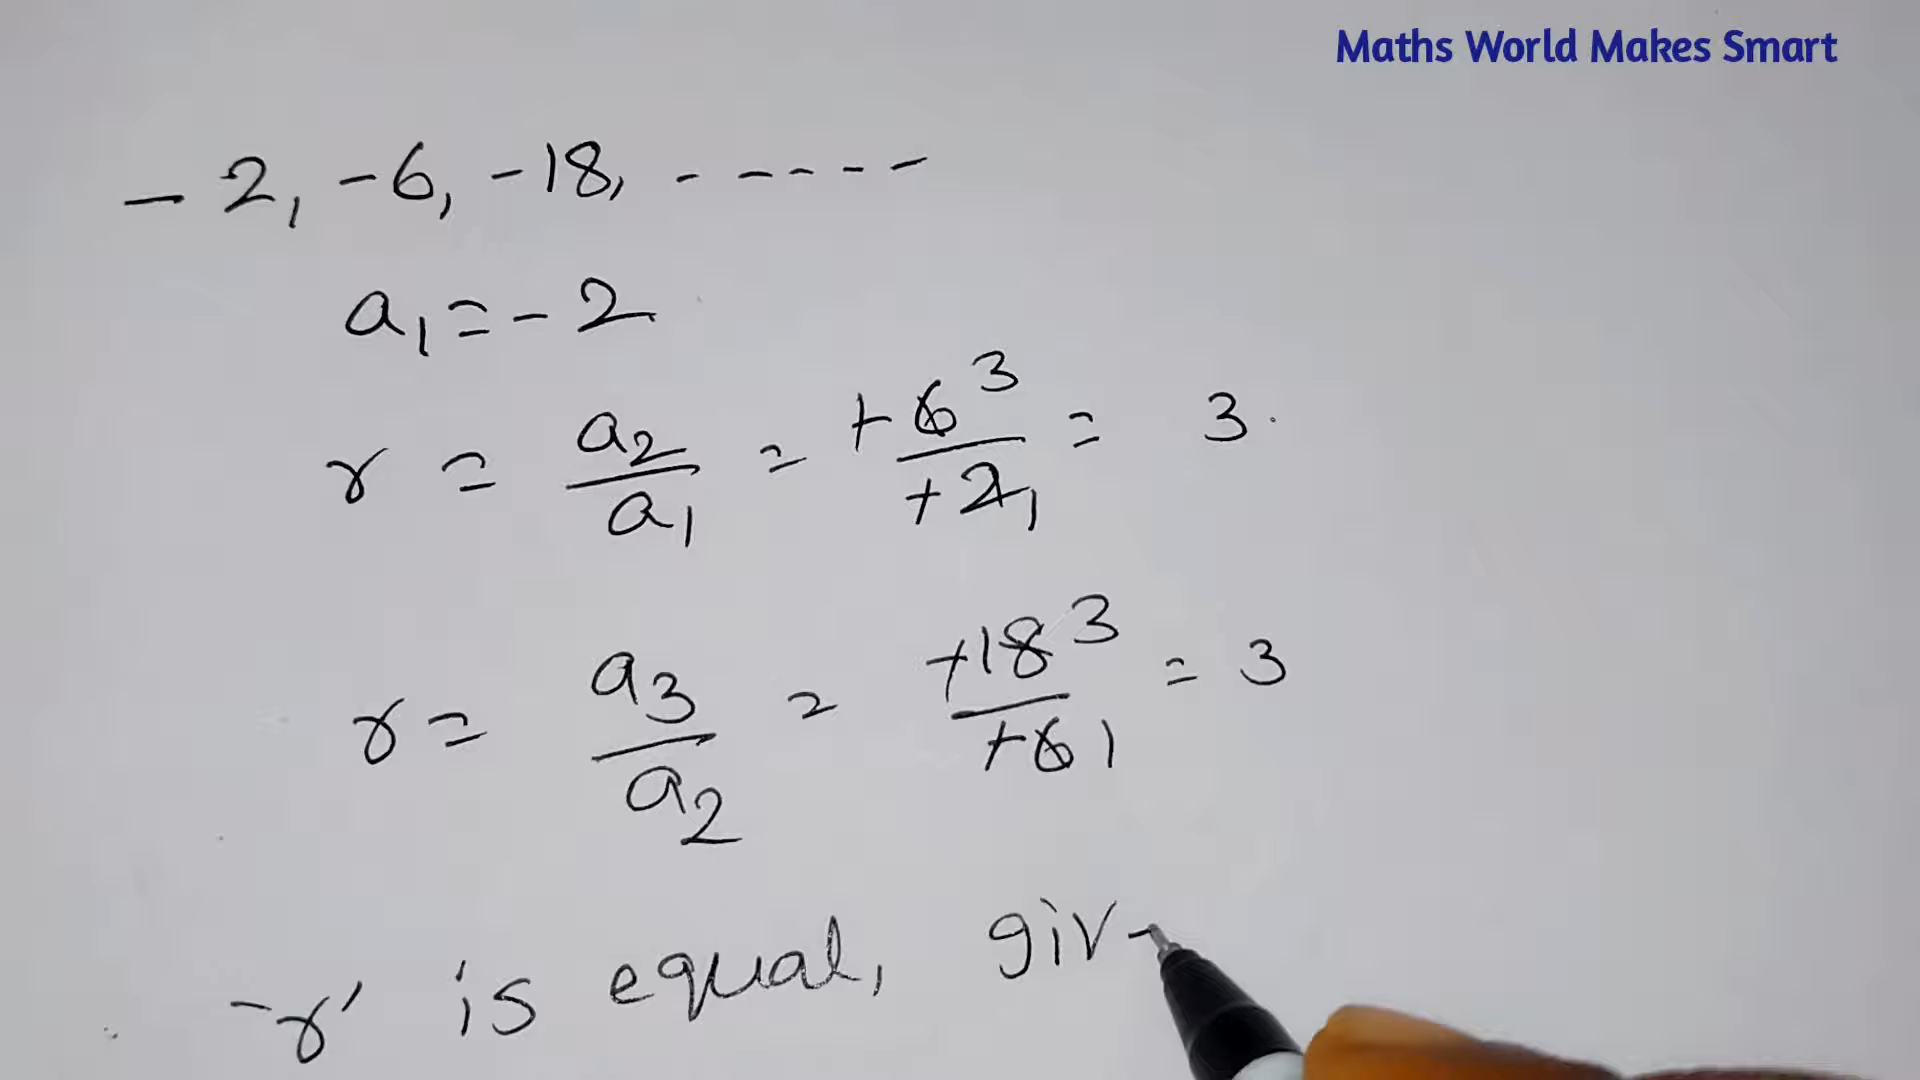 Maths World Makes Smart
- 2, -6, -18, - - - - -
a1 = - 2
r = a2/a1 = +6 3/+2 1 = 3.
r = a3/a2 = +18 3/+6 1 = 3
'r' is equal, giv